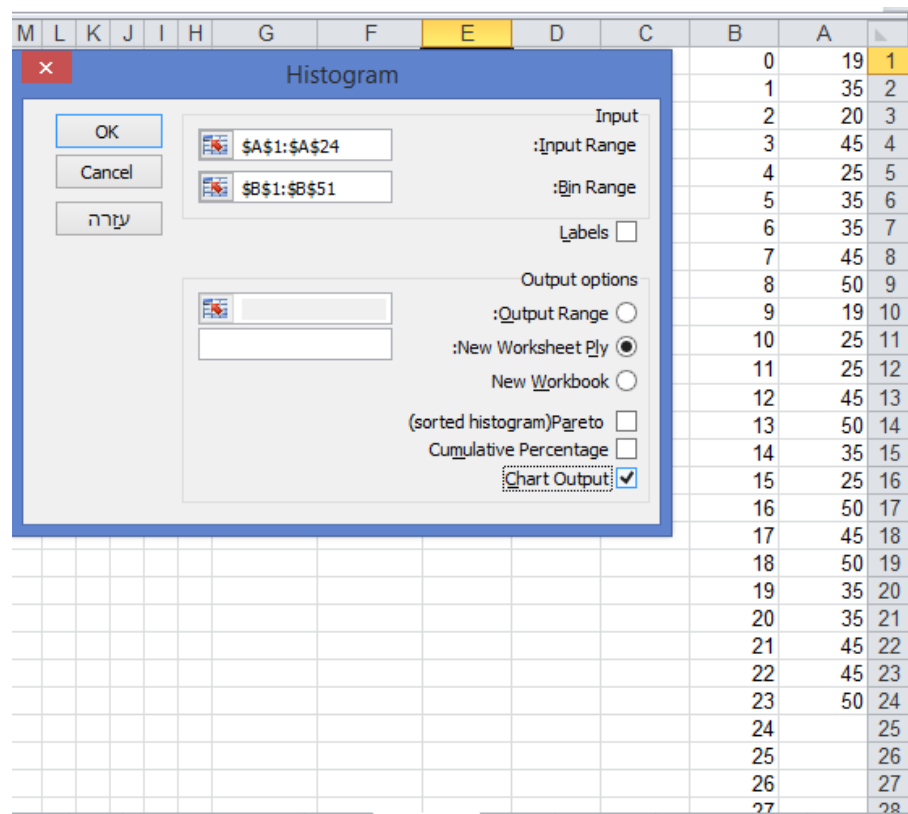 M L K J I H G F E D C B A
Histogram
0 19 1
1 35 2
2 20 3
3 45 4
4 25 5
5 35 6
6 35 7
7 45 8
8 50 9
9 19 10
10 25 11
11 25 12
12 45 13
13 50 14
14 35 15
15 25 16
16 50 17
17 45 18
18 50 19
19 35 20
20 35 21
21 45 22
22 45 23
23 50 24
24 25
25 26
26 27
27 28
Input
:Input Range $A$1:$A$24
:Bin Range $B$1:$B$51
Labels
OK
Cancel
עזרה
Output options
:Output Range
:New Worksheet Ply
New Workbook
(sorted histogram)Pareto
Cumulative Percentage
Chart Output